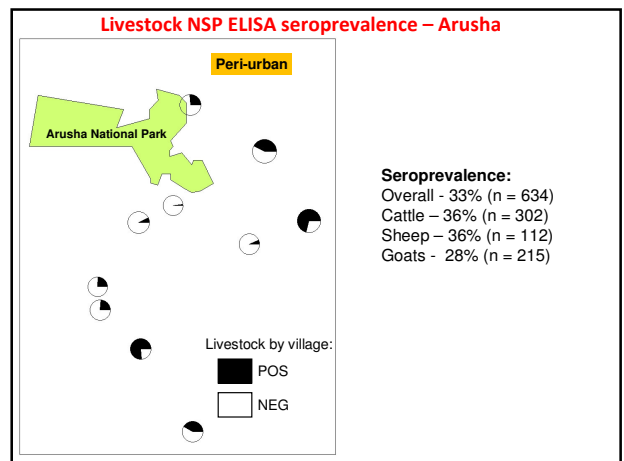 Livestock NSP ELISA seroprevalence – Arusha
Peri-urban
Arusha National Park
Seroprevalence:
Overall - 33% (n = 634)
Cattle – 36% (n = 302)
Sheep – 36% (n = 112)
Goats - 28% (n = 215)
Livestock by village:
POS
NEG